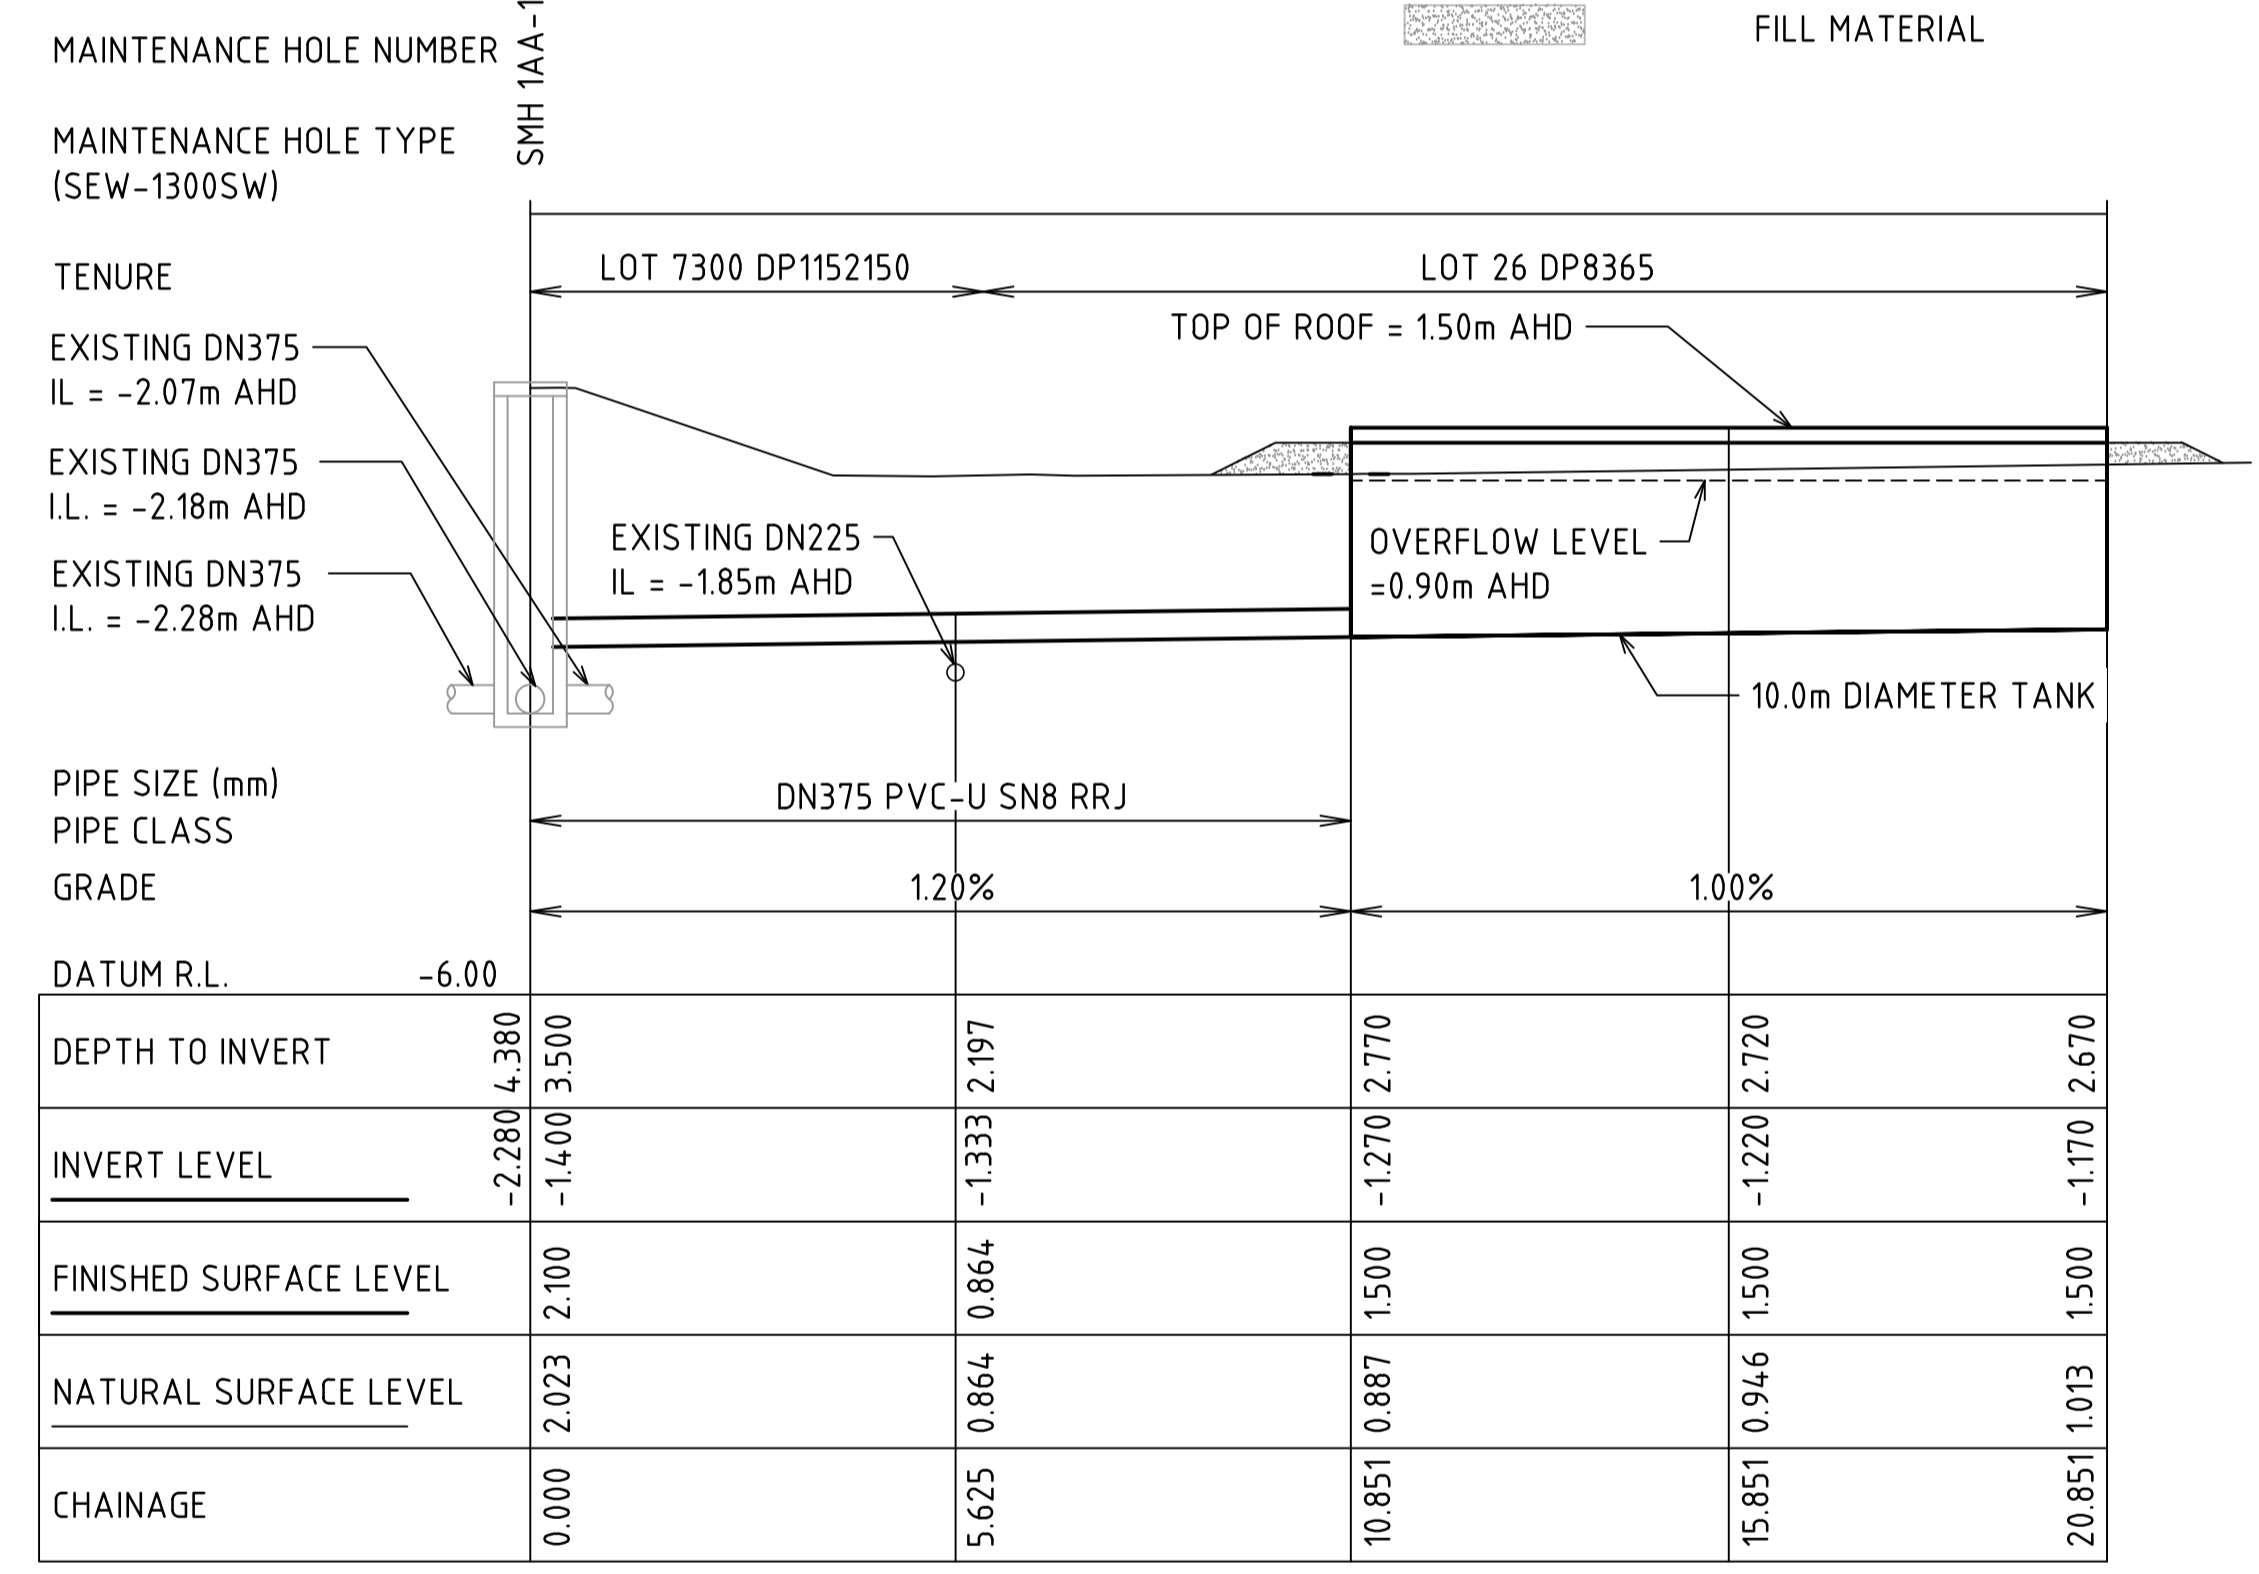 FILL MATERIAL
MAINTENANCE HOLE NUMBER
SMH 1AA-1
MAINTENANCE HOLE TYPE
(SEW-1300SW)
TENURE
LOT 7300 DP1152150
LOT 26 DP8365
TOP OF ROOF = 1.50m AHD
EXISTING DN375
IL = -2.07m AHD
EXISTING DN375
I.L. = -2.18m AHD
EXISTING DN375
I.L. = -2.28m AHD
EXISTING DN225
IL = -1.85m AHD
OVERFLOW LEVEL
=0.90m AHD
10.0m DIAMETER TANK
PIPE SIZE (mm)
PIPE CLASS
DN375 PVC-U SN8 RRJ
GRADE 1.20% 1.00%
DATUM R.L. -6.00
DEPTH TO INVERT 4.380 3.500 2.197 2.770 2.720 2.670
INVERT LEVEL -2.280 -1.400 -1.333 -1.270 -1.220 -1.170
FINISHED SURFACE LEVEL 2.100 0.864 1.500 1.500 1.500
NATURAL SURFACE LEVEL 2.023 0.864 0.887 0.946 1.013
CHAINAGE 0.000 5.625 10.851 15.851 20.851